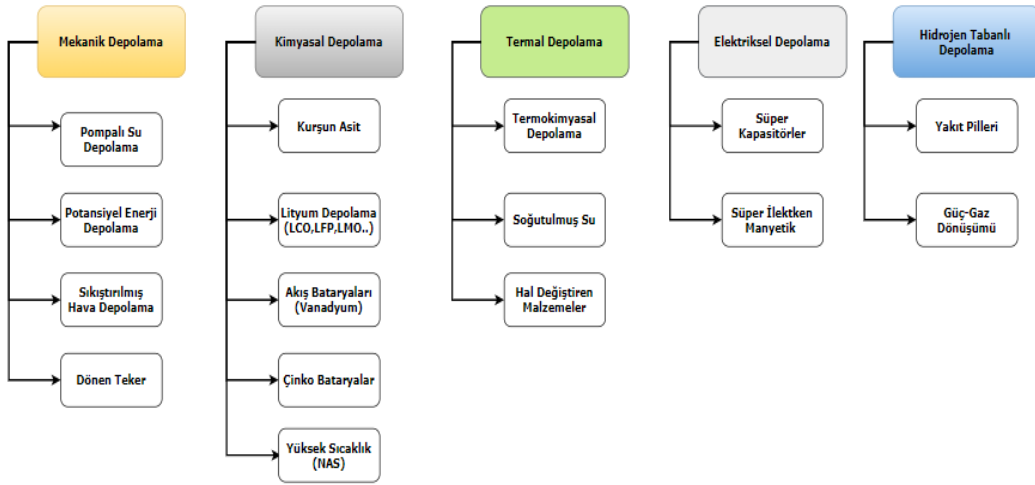 Mekanik Depolama
Pompalı Su
Depolama
Potansiyel Enerji
Depolama
Sıkıştırılmış
Hava Depolama
Dönen Teker
Kimyasal Depolama
Kurşun Asit
Lityum Depolama
(LCO,LFP,LMO..)
Akış Bataryaları
(Vanadyum)
Çinko Bataryalar
Yüksek Sıcaklık
(NAS)
Termal Depolama
Termokimyasal
Depolama
Soğutulmuş Su
Hal Değiştiren
Malzemeler
Elektriksel Depolama
Süper
Kapasitörler
Süper İlektken
Manyetik
Hidrojen Tabanlı
Depolama
Yakıt Pilleri
Güç-Gaz
Dönüşümü